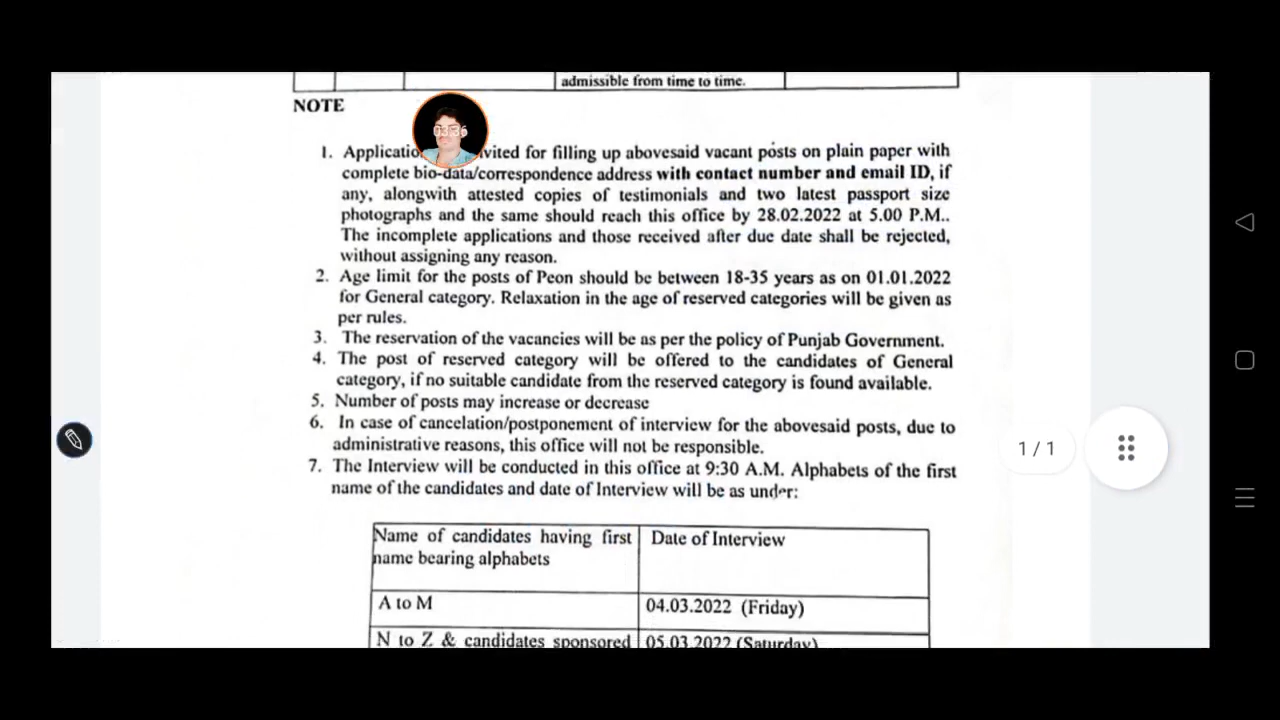 admissible from time to time.
NOTE
1. Applicatio vited for filling up abovesaid vacant posts on plain paper with
complete bio-data/correspondence address with contact number and email ID, if
any, alongwith attested copies of testimonials and two latest passport size
photographs and the same should reach this office by 28.02.2022 at 5.00 P.M..
The incomplete applications and those received after due date shall be rejected,
without assigning any reason.
2. Age limit for the posts of Peon should be between 18-35 years as on 01.01.2022
for General category. Relaxation in the age of reserved categories will be given as
per rules.
3. The reservation of the vacancies will be as per the policy of Punjab Government.
4. The post of reserved category will be offered to the candidates of General
category, if no suitable candidate from the reserved category is found available.
5. Number of posts may increase or decrease
6. In case of cancelation/postponement of interview for the abovesaid posts, due to
administrative reasons, this office will not be responsible.
7. The Interview will be conducted in this office at 9:30 A.M. Alphabets of the first
name of the candidates and date of Interview will be as under:
Name of candidates having first
name bearing alphabets
Date of Interview
A to M
04.03.2022 (Friday)
N to Z & candidates sponsored
05.03.2022 (Saturday)
1 / 1